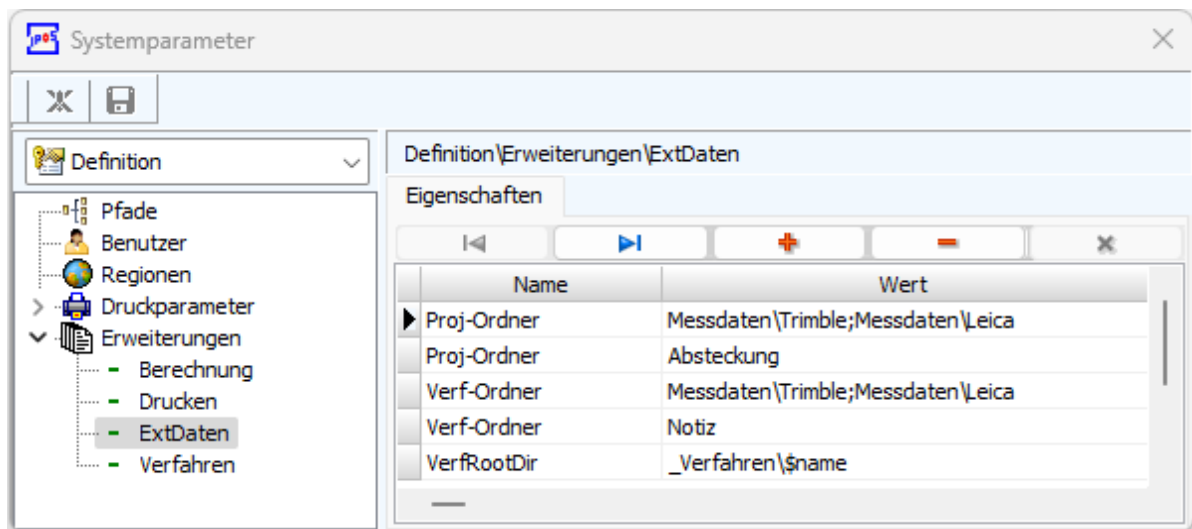 JPOS Systemparameter
Definition
Definition\Erweiterungen\ExtDaten
Pfade
Benutzer
Regionen
Druckparameter
Erweiterungen
Berechnung
Drucken
ExtDaten
Verfahren
Eigenschaften
Name Wert
Proj-Ordner Messdaten\Trimble;Messdaten\Leica
Proj-Ordner Absteckung
Verf-Ordner Messdaten\Trimble;Messdaten\Leica
Verf-Ordner Notiz
VerfRootDir _Verfahren\$name